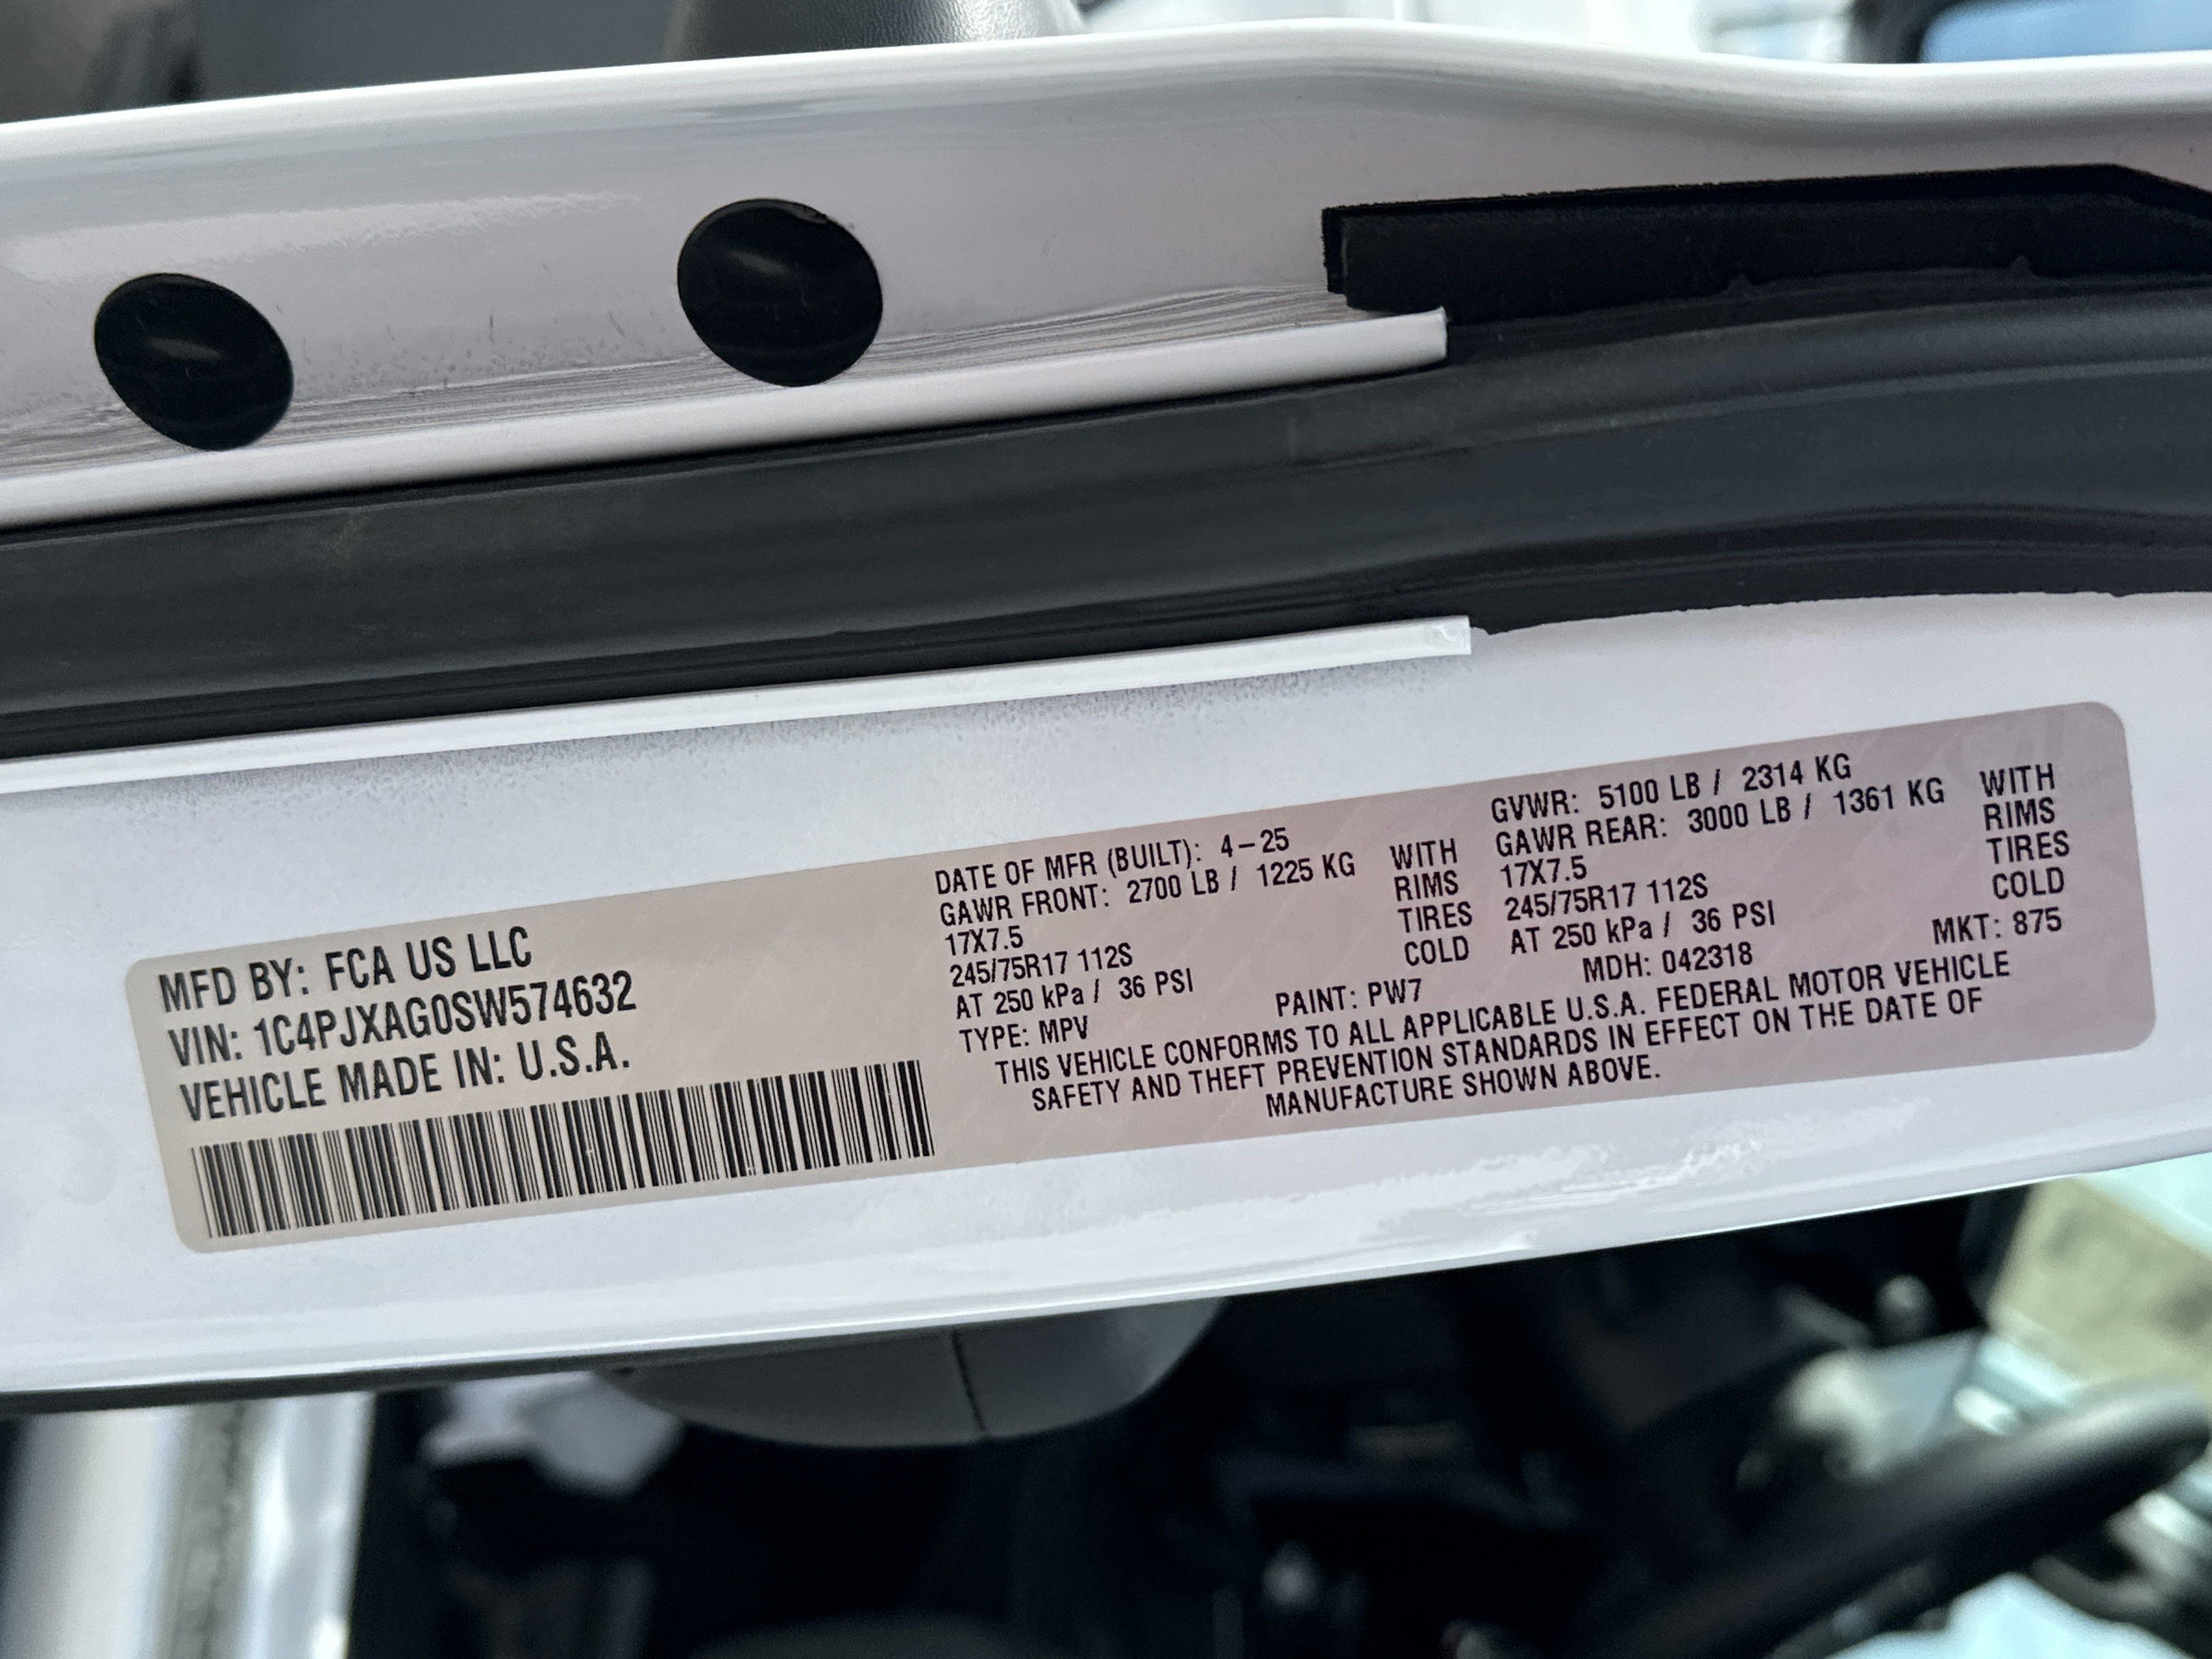 MFD BY: FCA US LLC
VIN: 1C4PJXAG0SW574632
VEHICLE MADE IN: U.S.A.
DATE OF MFR (BUILT): 4-25
GAWR FRONT: 2700 LB / 1225 KG WITH
17X7.5 RIMS
245/75R17 112S TIRES
AT 250 kPa / 36 PSI COLD
GVWR: 5100 LB / 2314 KG
GAWR REAR: 3000 LB / 1361 KG WITH
17X7.5 RIMS
245/75R17 112S TIRES
AT 250 kPa / 36 PSI COLD
TYPE: MPV PAINT: PW7 MDH: 042318 MKT: 875
THIS VEHICLE CONFORMS TO ALL APPLICABLE U.S.A. FEDERAL MOTOR VEHICLE
SAFETY AND THEFT PREVENTION STANDARDS IN EFFECT ON THE DATE OF
MANUFACTURE SHOWN ABOVE.